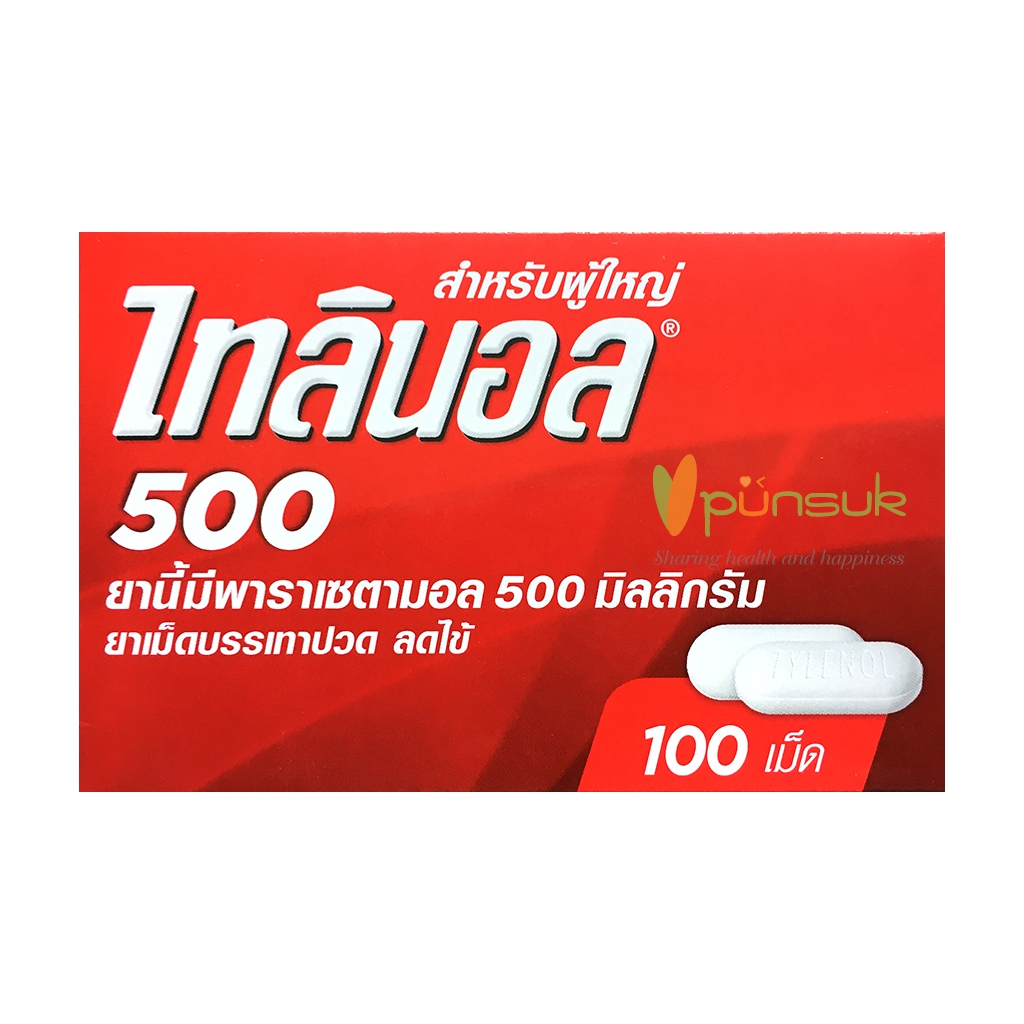 สำหรับผู้ใหญ่
ไทลินอล®
500
pünsuk
Sharing health and happiness
ยานี้มีพาราเซตามอล 500 มิลลิกรัม
ยาเม็ดบรรเทาปวด ลดไข้
TYLENOL
100 เม็ด